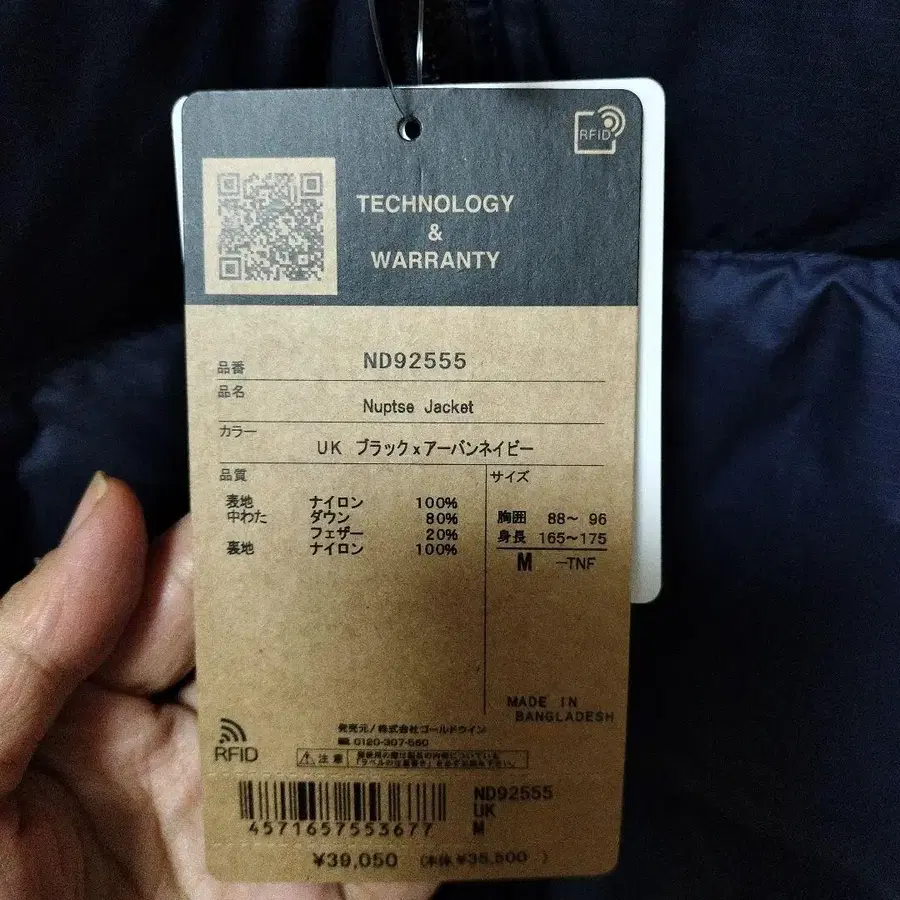 RFID
TECHNOLOGY
&
WARRANTY
品番 ND92555
品名
Nuptse Jacket
カラー
UK ブラックxアーバンネイビー
品質
サイズ
表地 ナイロン 100%
中わた ダウン 80%
フェザー 20%
裏地 ナイロン 100%
胸囲 88~ 96
身長 165~175
M -TNF
MADE IN
BANGLADESH
発売元/株式会社ゴールドウイン
0120-307-560
RFID
注意
4571657553677
ND92555
UK
M
¥39,050 (本体 ¥35,500 )